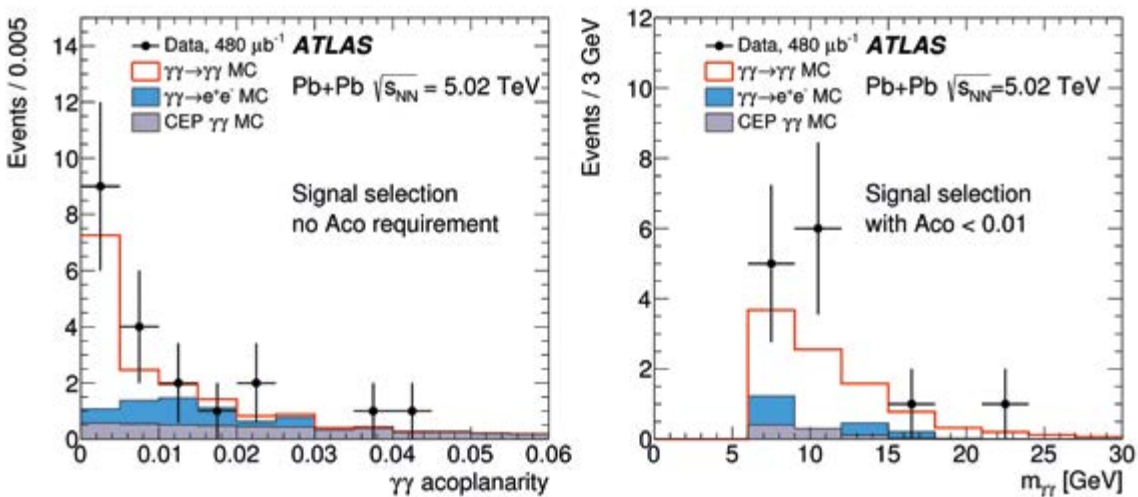 Events / 0.005
14
12
10
8
6
4
2
0
Data, 480 μb⁻¹ ATLAS
γγ→γγ MC Pb+Pb √sNN = 5.02 TeV
γγ→e⁺e⁻ MC
CEP γγ MC
Signal selection
no Aco requirement
0 0.01 0.02 0.03 0.04 0.05 0.06
γγ acoplanarity
Events / 3 GeV
12
10
8
6
4
2
0
Data, 480 μb⁻¹ ATLAS
γγ→γγ MC Pb+Pb √sNN=5.02 TeV
γγ→e⁺e⁻ MC
CEP γγ MC
Signal selection
with Aco < 0.01
0 5 10 15 20 25 30
mγγ [GeV]